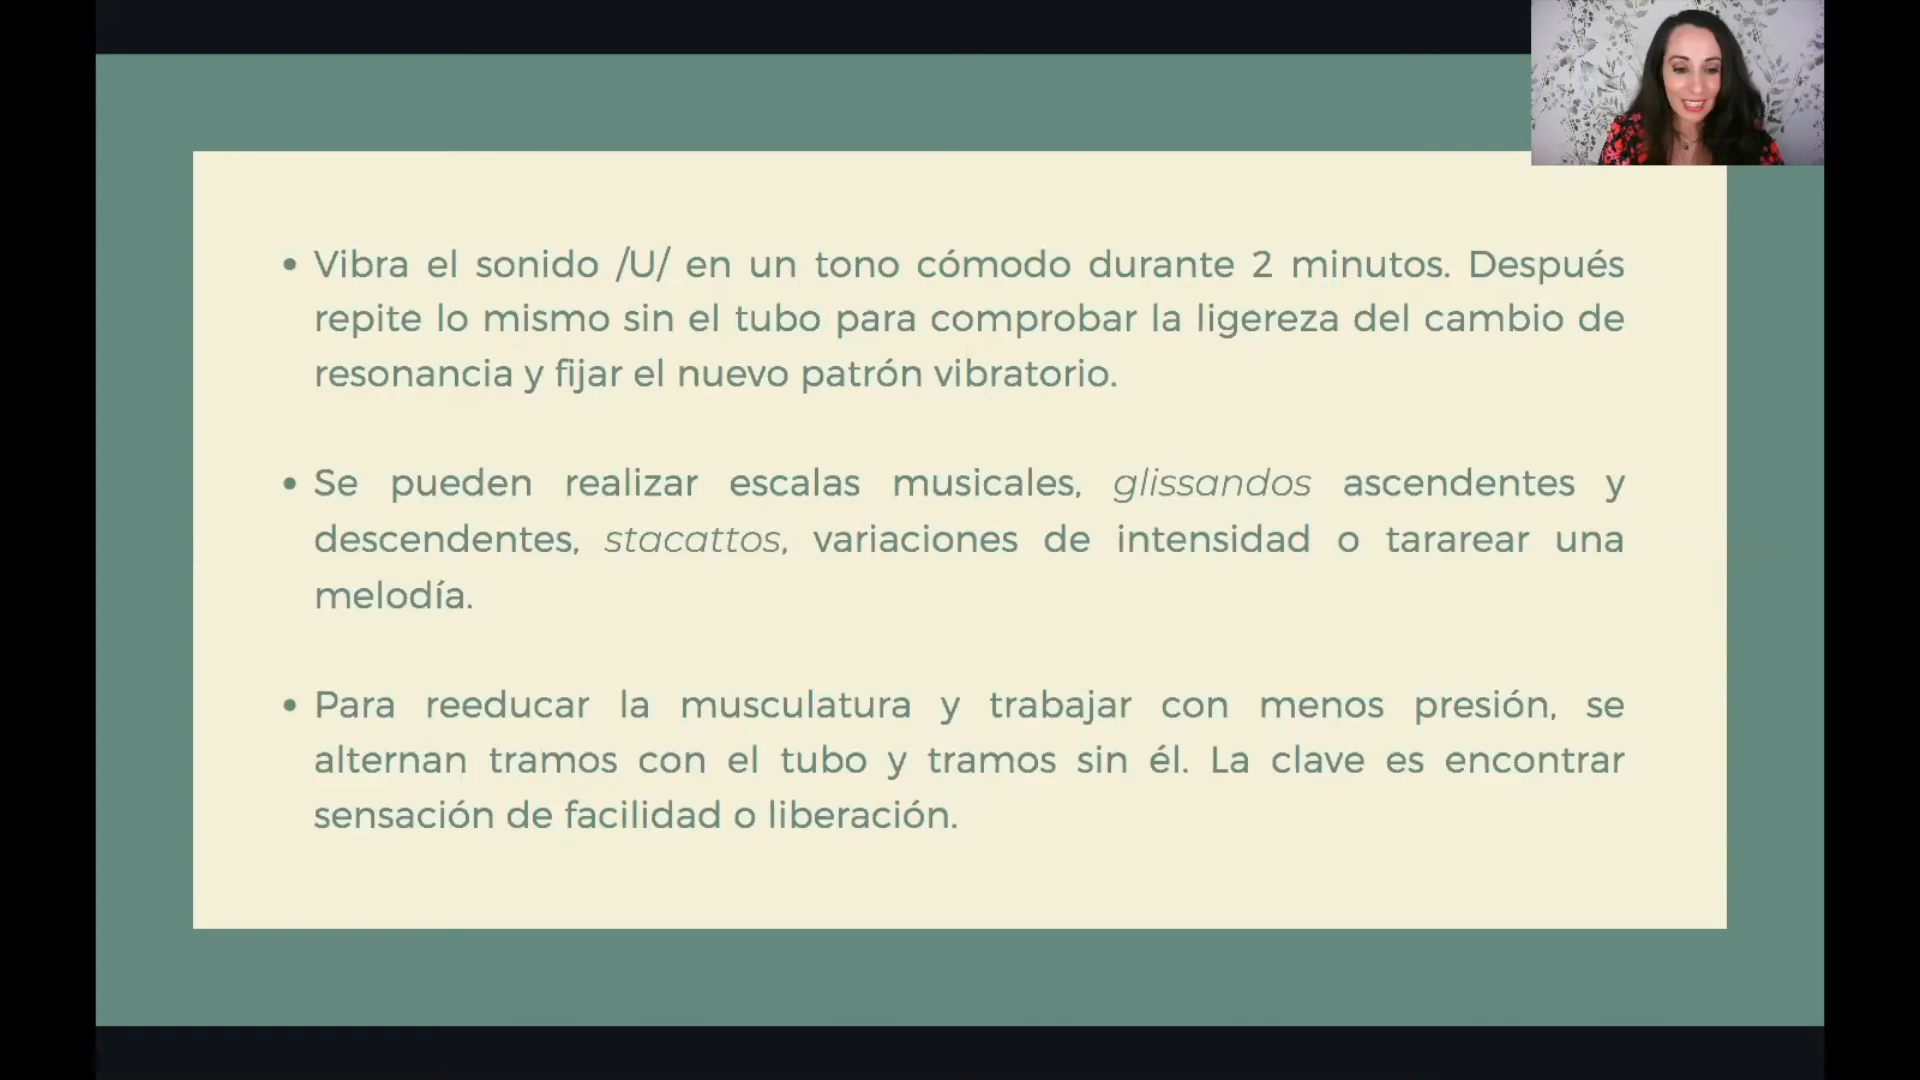 • Vibra el sonido /U/ en un tono cómodo durante 2 minutos. Después
repite lo mismo sin el tubo para comprobar la ligereza del cambio de
resonancia y fijar el nuevo patrón vibratorio.
• Se pueden realizar escalas musicales, glissandos ascendentes y
descendentes, stacattos, variaciones de intensidad o tararear una
melodía.
• Para reeducar la musculatura y trabajar con menos presión, se
alternan tramos con el tubo y tramos sin él. La clave es encontrar
sensación de facilidad o liberación.